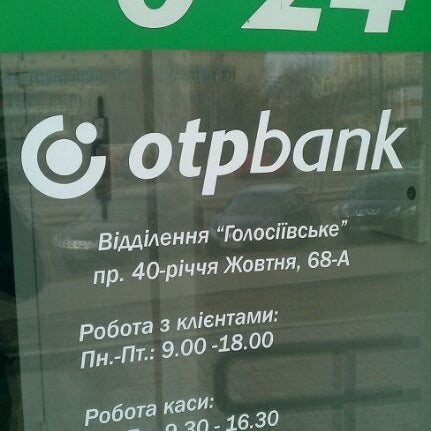 24
otpbank
Відділення "Голосіївське"
пр. 40-річчя Жовтня, 68-А
Робота з клієнтами:
Пн.-Пт.: 9.00 -18.00
Робота каси:
9.30 - 16.30